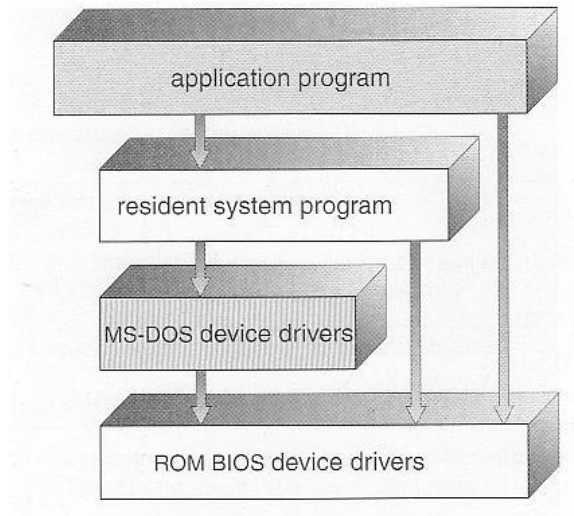 application program
resident system program
MS-DOS device drivers
ROM BIOS device drivers